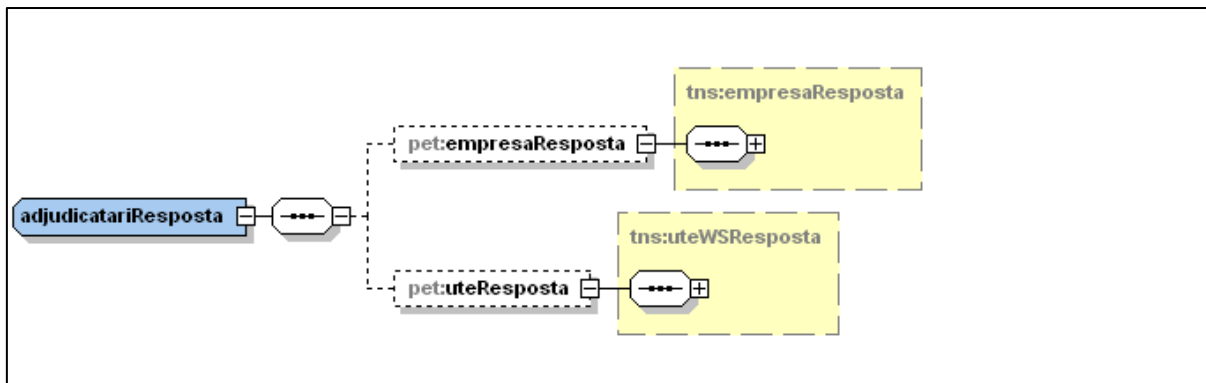 tns:empresaResposta
pet:empresaResposta
adjudicatariResposta
tns:uteWSResposta
pet:uteResposta